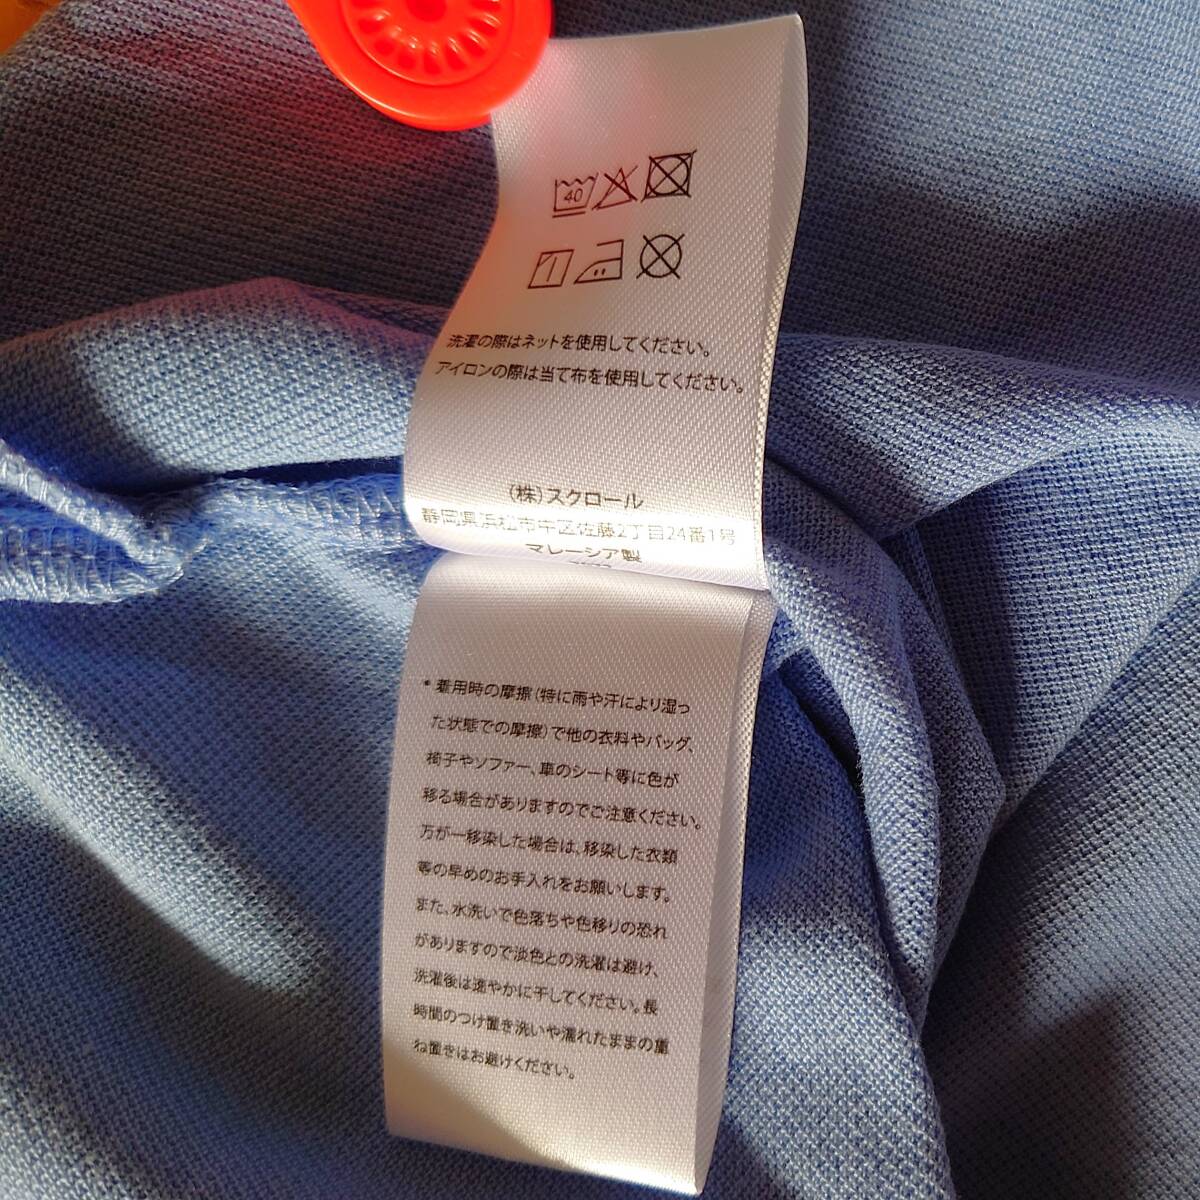 40
洗濯の際はネットを使用してください。
アイロンの際は当て布を使用してください。
(株)スクロール
静岡県浜松市中区佐藤2丁目24番1号
マレーシア製
* 着用時の摩擦(特に雨や汗により湿っ
た状態での摩擦)で他の衣料やバッグ、
椅子やソファー、車のシート等に色が
移る場合がありますのでご注意ください。
万が一移染した場合は、移染した衣類
等の早めのお手入れをお願いします。
また、水洗いで色落ちや色移りの恐れ
がありますので淡色との洗濯は避け、
洗濯後は速やかに干してください。長
時間のつけ置き洗いや濡れたままの重
ね置きはお避けください。